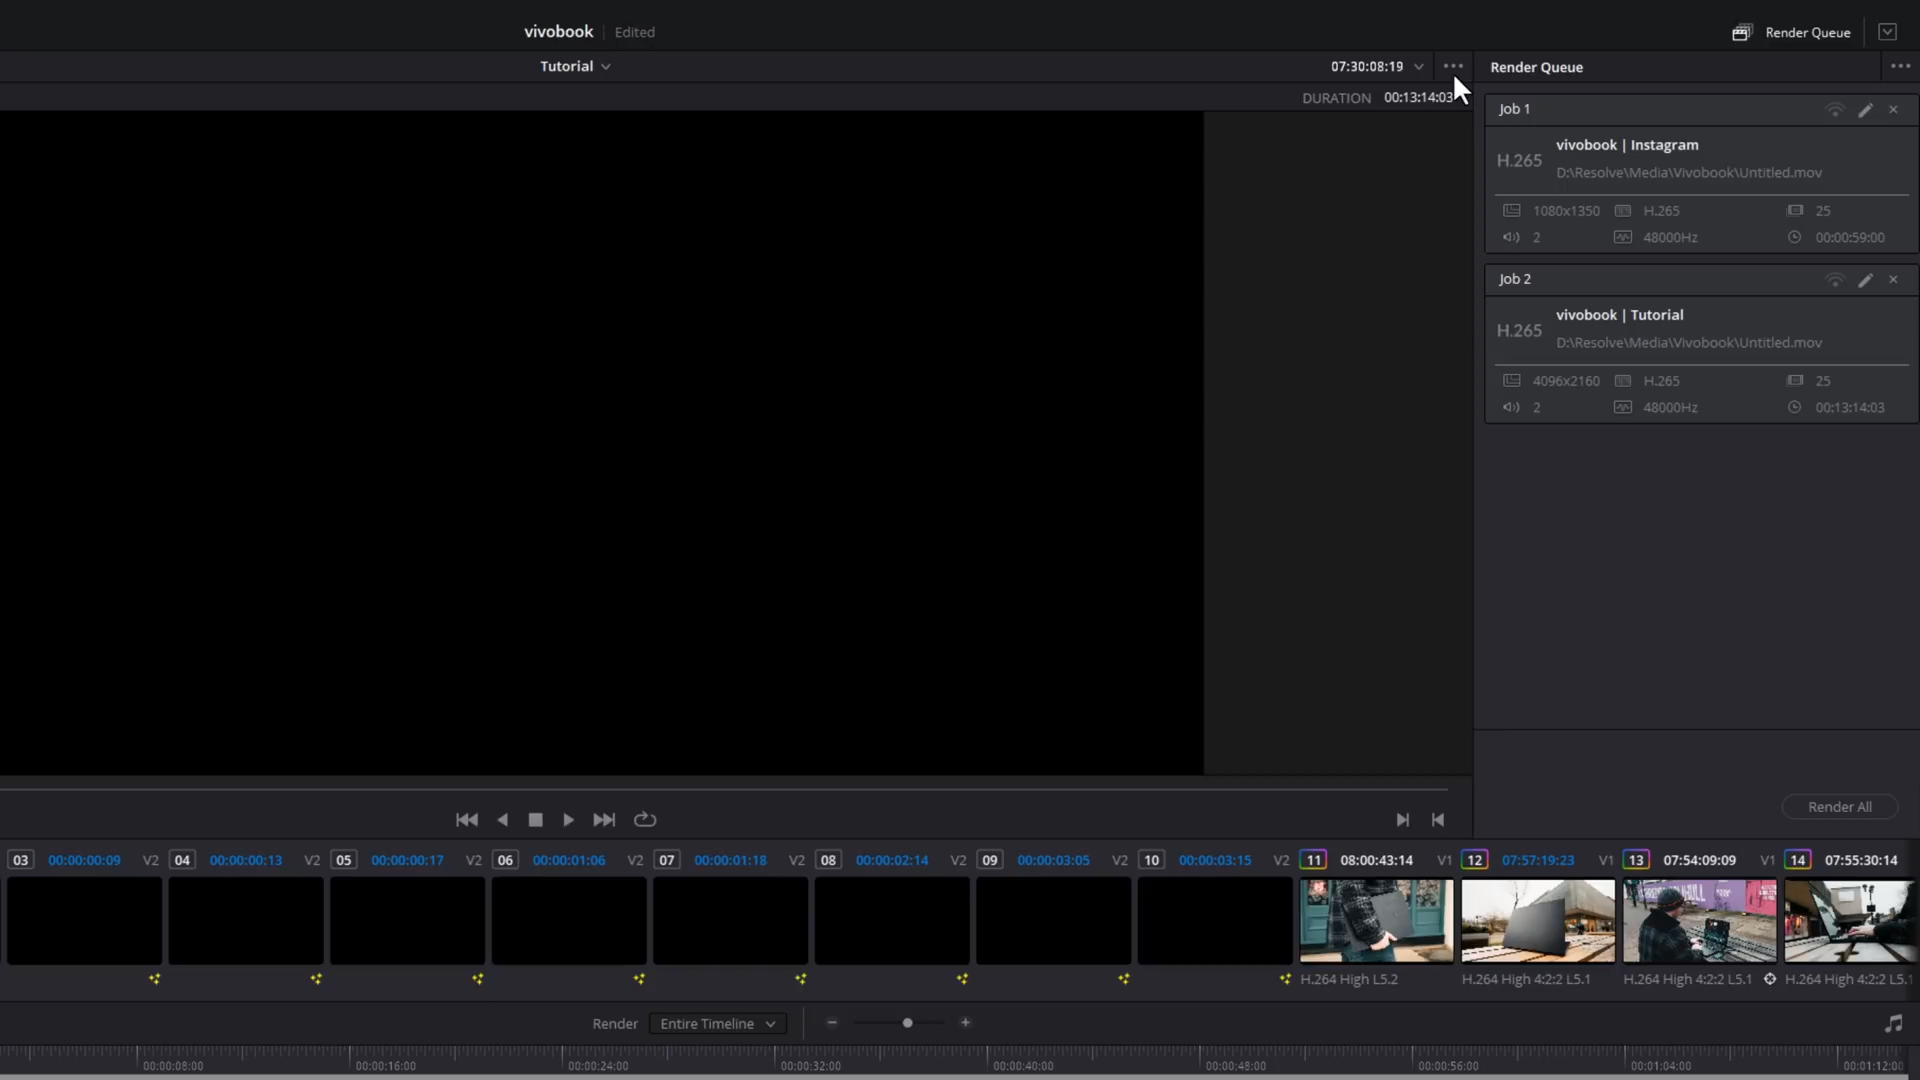 vivobook Edited
Render Queue
Tutorial
07:30:08:19
Render Queue
DURATION 00:13:14:03
Job 1
H.265
vivobook | Instagram
D:\Resolve\Media\Vivobook\Untitled.mov
1080x1350 H.265 25
2 48000Hz 00:00:59:00
Job 2
H.265
vivobook | Tutorial
D:\Resolve\Media\Vivobook\Untitled.mov
4096x2160 H.265 25
2 48000Hz 00:13:14:03
Render All
03 00:00:00:09 V2 04 00:00:00:13 V2 05 00:00:00:17 V2 06 00:00:01:06 V2 07 00:00:01:18 V2 08 00:00:02:14 V2 09 00:00:03:05 V2 10 00:00:03:15 V2 11 08:00:43:14 V1 12 07:57:19:23 V1 13 07:54:09:09 V1 14 07:55:30:14
H.264 High L5.2 H.264 High 4:2:2 L5.1 H.264 High 4:2:2 L5.1 H.264 High 4:2:2 L5.1
Render Entire Timeline
00:00:08:00 00:00:16:00 00:00:24:00 00:00:32:00 00:00:40:00 00:00:48:00 00:00:56:00 00:01:04:00 00:01:12:00